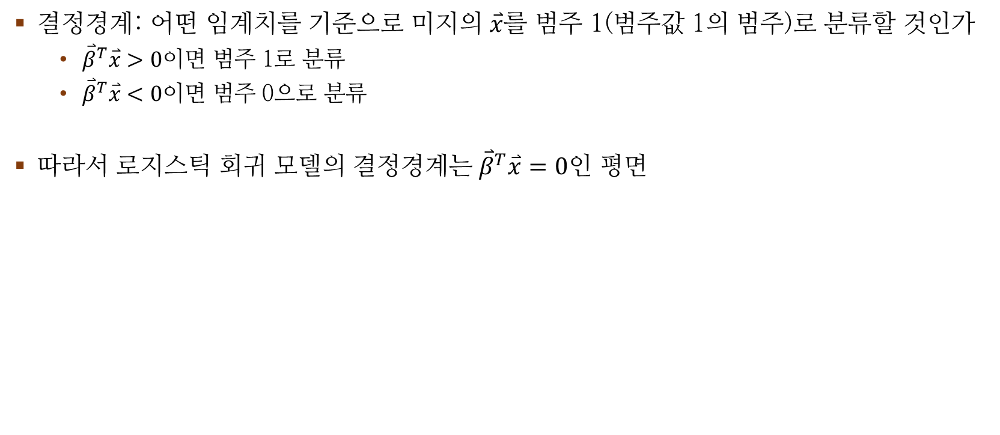 ▪ 결정경계: 어떤 임계치를 기준으로 미지의 $\vec{x}$를 범주 1(범주값 1의 범주)로 분류할 것인가
• $\vec{\beta}^T\vec{x} > 0$이면 범주 1로 분류
• $\vec{\beta}^T\vec{x} < 0$이면 범주 0으로 분류
▪ 따라서 로지스틱 회귀 모델의 결정경계는 $\vec{\beta}^T\vec{x} = 0$인 평면